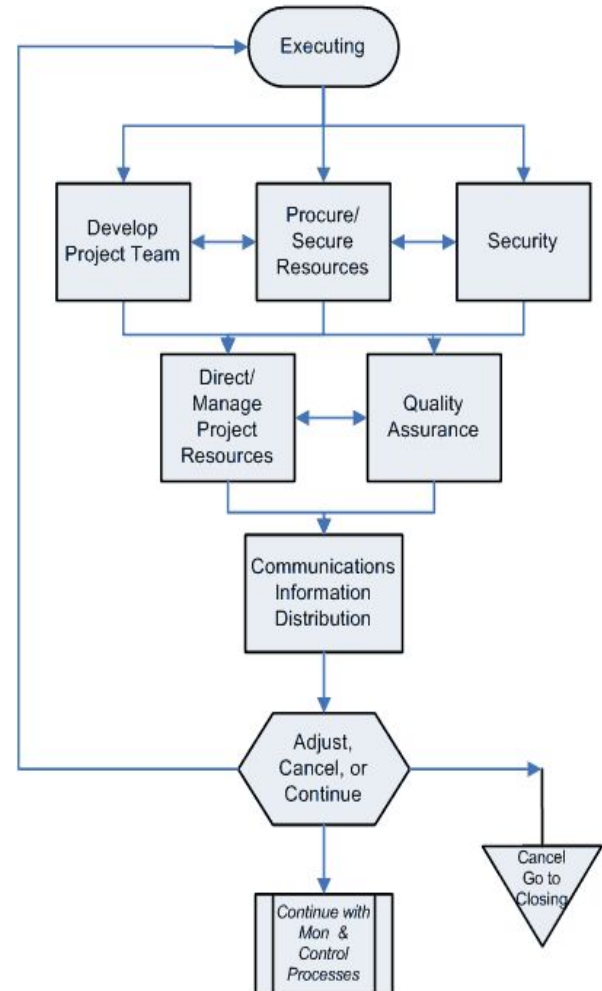 Executing
Develop
Project Team
Procure/
Secure
Resources
Security
Direct/
Manage
Project
Resources
Quality
Assurance
Communications
Information
Distribution
Adjust,
Cancel, or
Continue
Cancel
Go to
Closing
Continue with
Mon &
Control
Processes